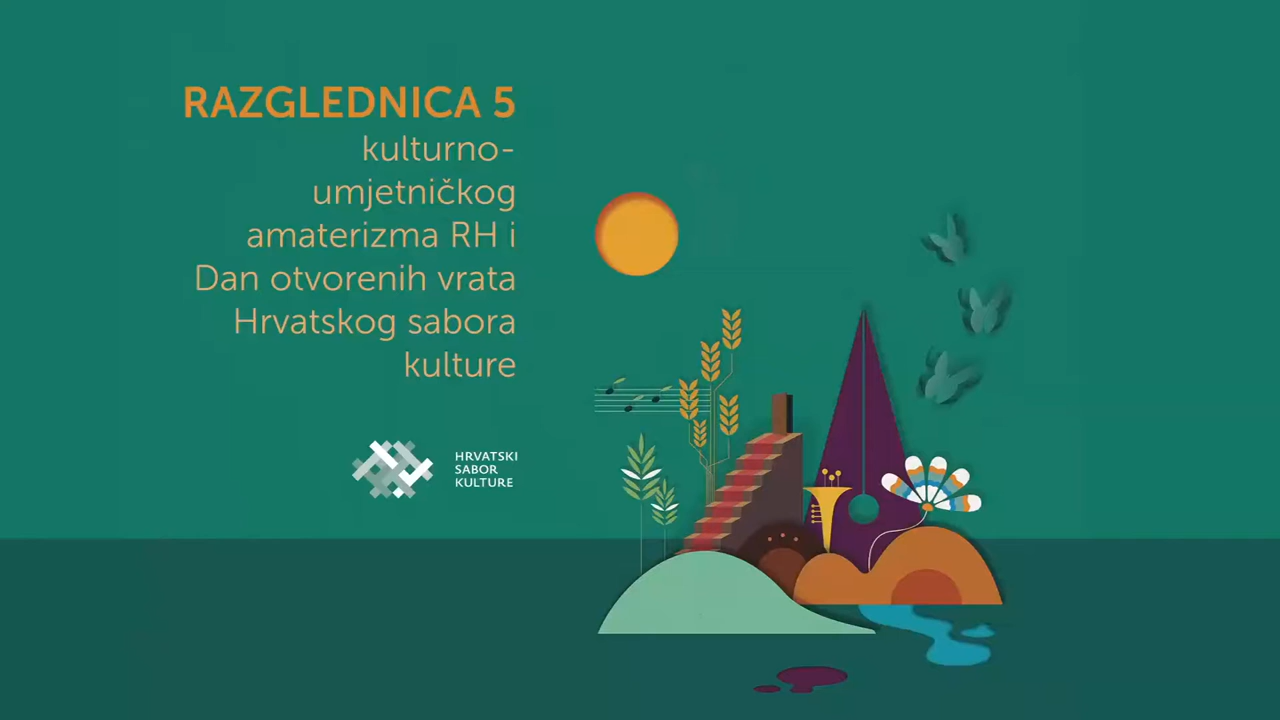 RAZGLEDNICA 5
kulturno-
umjetničkog
amaterizma RH i
Dan otvorenih vrata
Hrvatskog sabora
kulture
HRVATSKI
SABOR
KULTURE